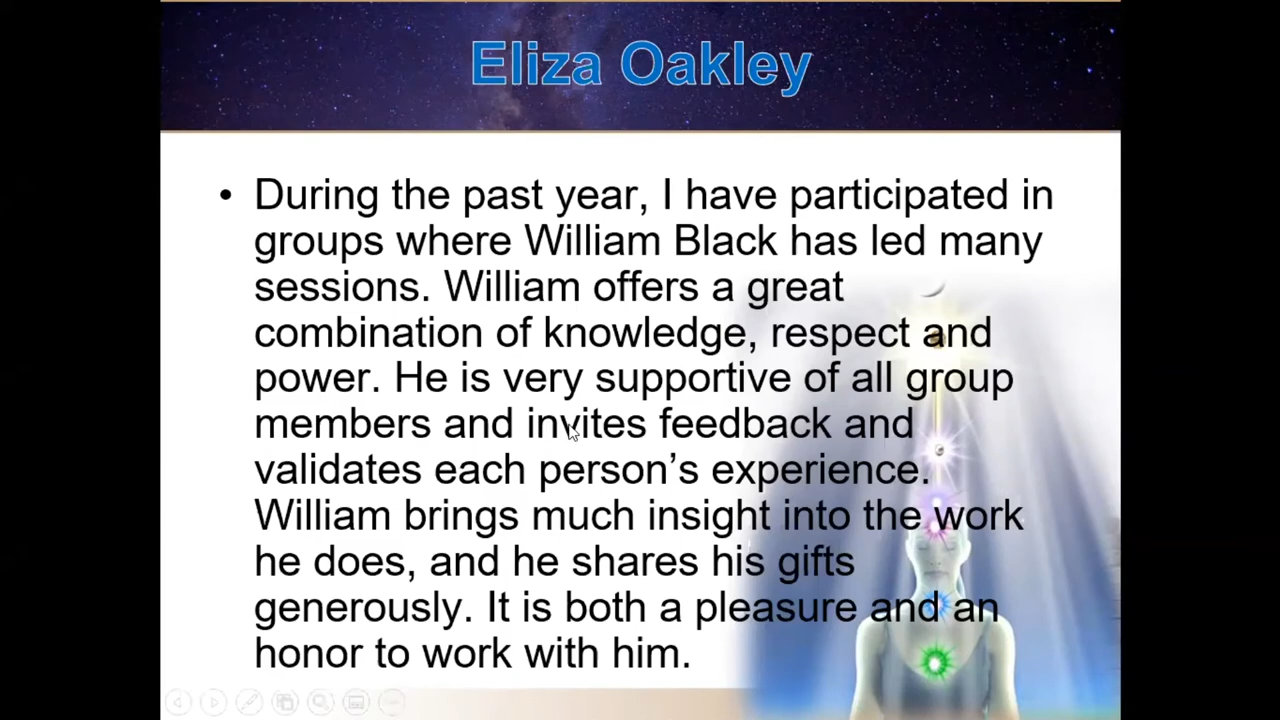 Eliza Oakley
• During the past year, I have participated in
groups where William Black has led many
sessions. William offers a great
combination of knowledge, respect and
power. He is very supportive of all group
members and invites feedback and
validates each person’s experience.
William brings much insight into the work
he does, and he shares his gifts
generously. It is both a pleasure and an
honor to work with him.